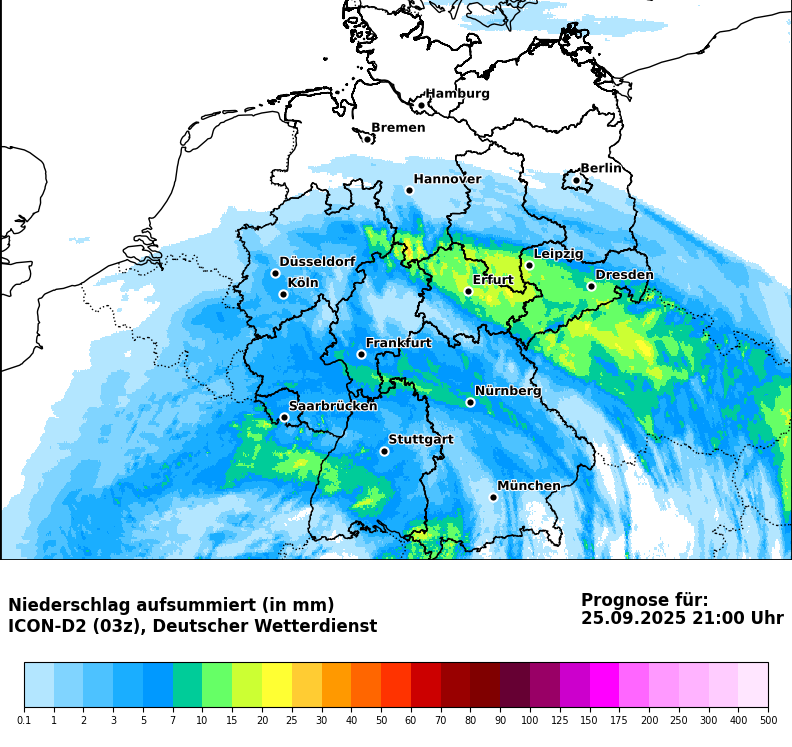 Hamburg
Bremen
Berlin
Hannover
Leipzig
Düsseldorf
Dresden
Köln
Erfurt
Frankfurt
Nürnberg
Saarbrücken
Stuttgart
München
Niederschlag aufsummiert (in mm)
ICON-D2 (03z), Deutscher Wetterdienst
Prognose für:
25.09.2025 21:00 Uhr
0.1 1 2 3 5 7 10 15 20 25 30 40 50 60 70 80 90 100 125 150 175 200 250 300 400 500